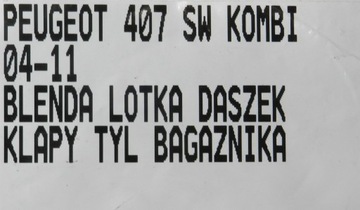 PEUGEOT 407 SW KOMBI
04-11
BLENDA LOTKA DASZEK
KLAPY TYL BAGAZNIKA